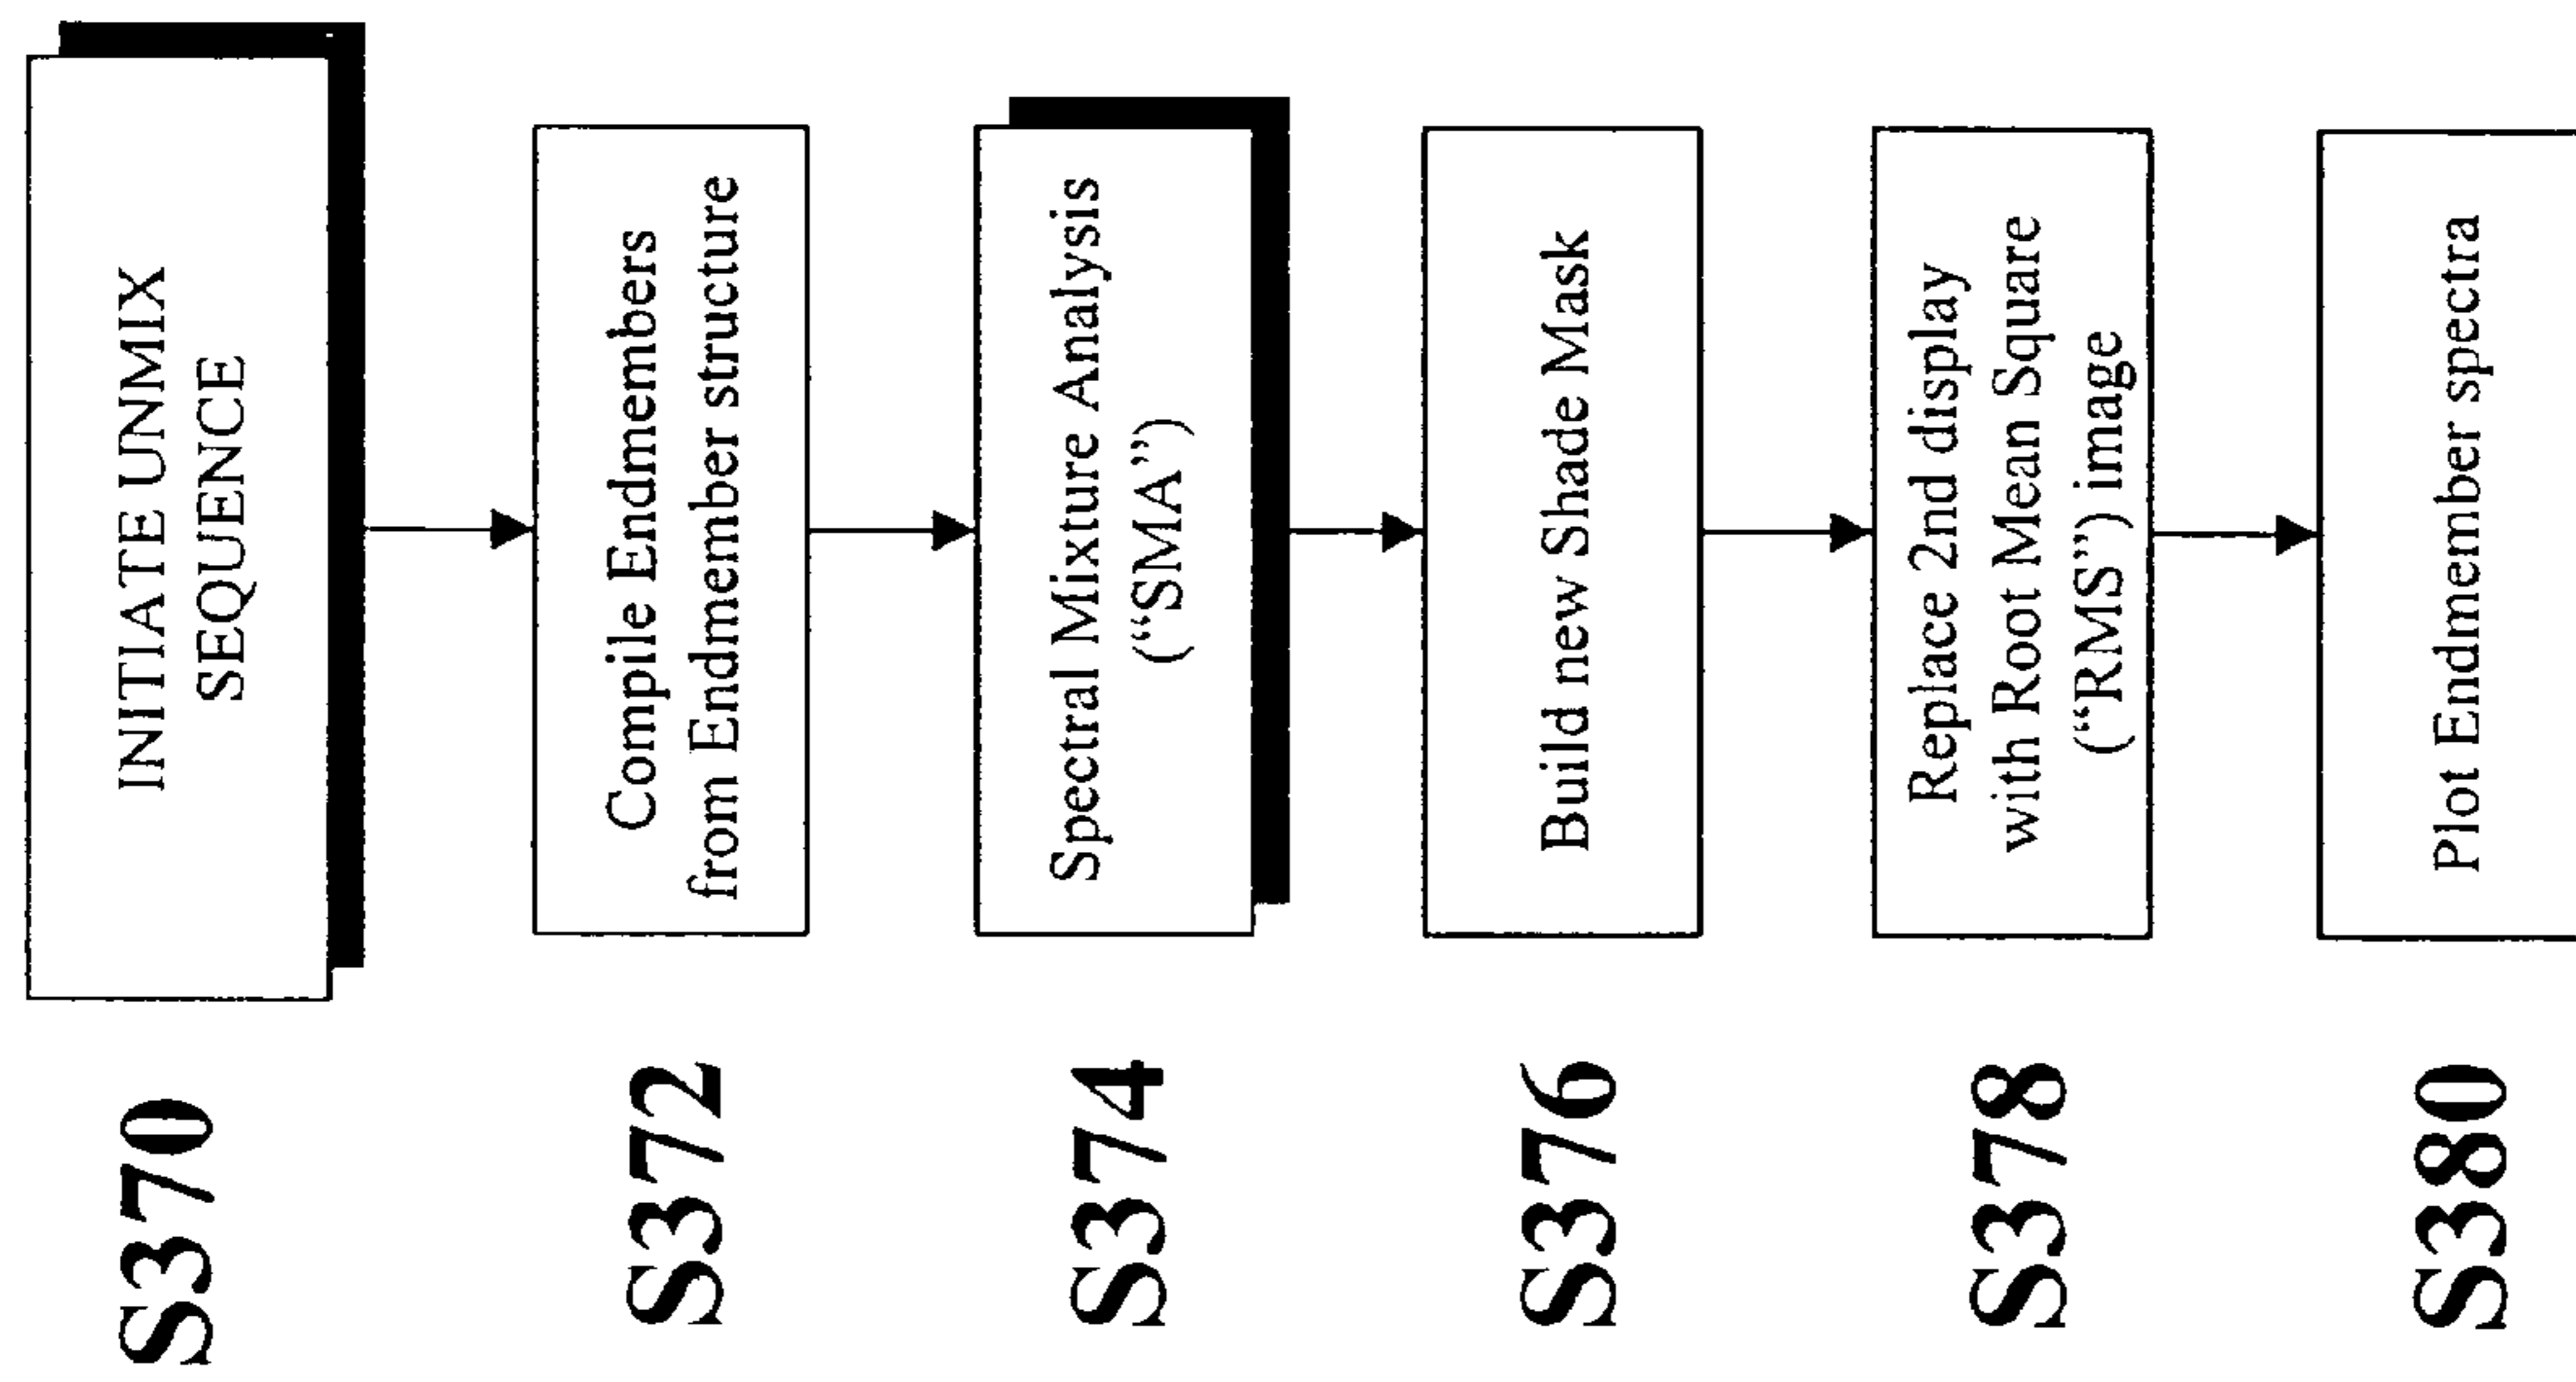 S370
INITIATE UNMIX
SEQUENCE
S372
Compile Endmembers
from Endmember structure
S374
Spectral Mixture Analysis
(“SMA”)
S376
Build new Shade Mask
S378
Replace 2nd display
with Root Mean Square
(“RMS”) image
S380
Plot Endmember spectra